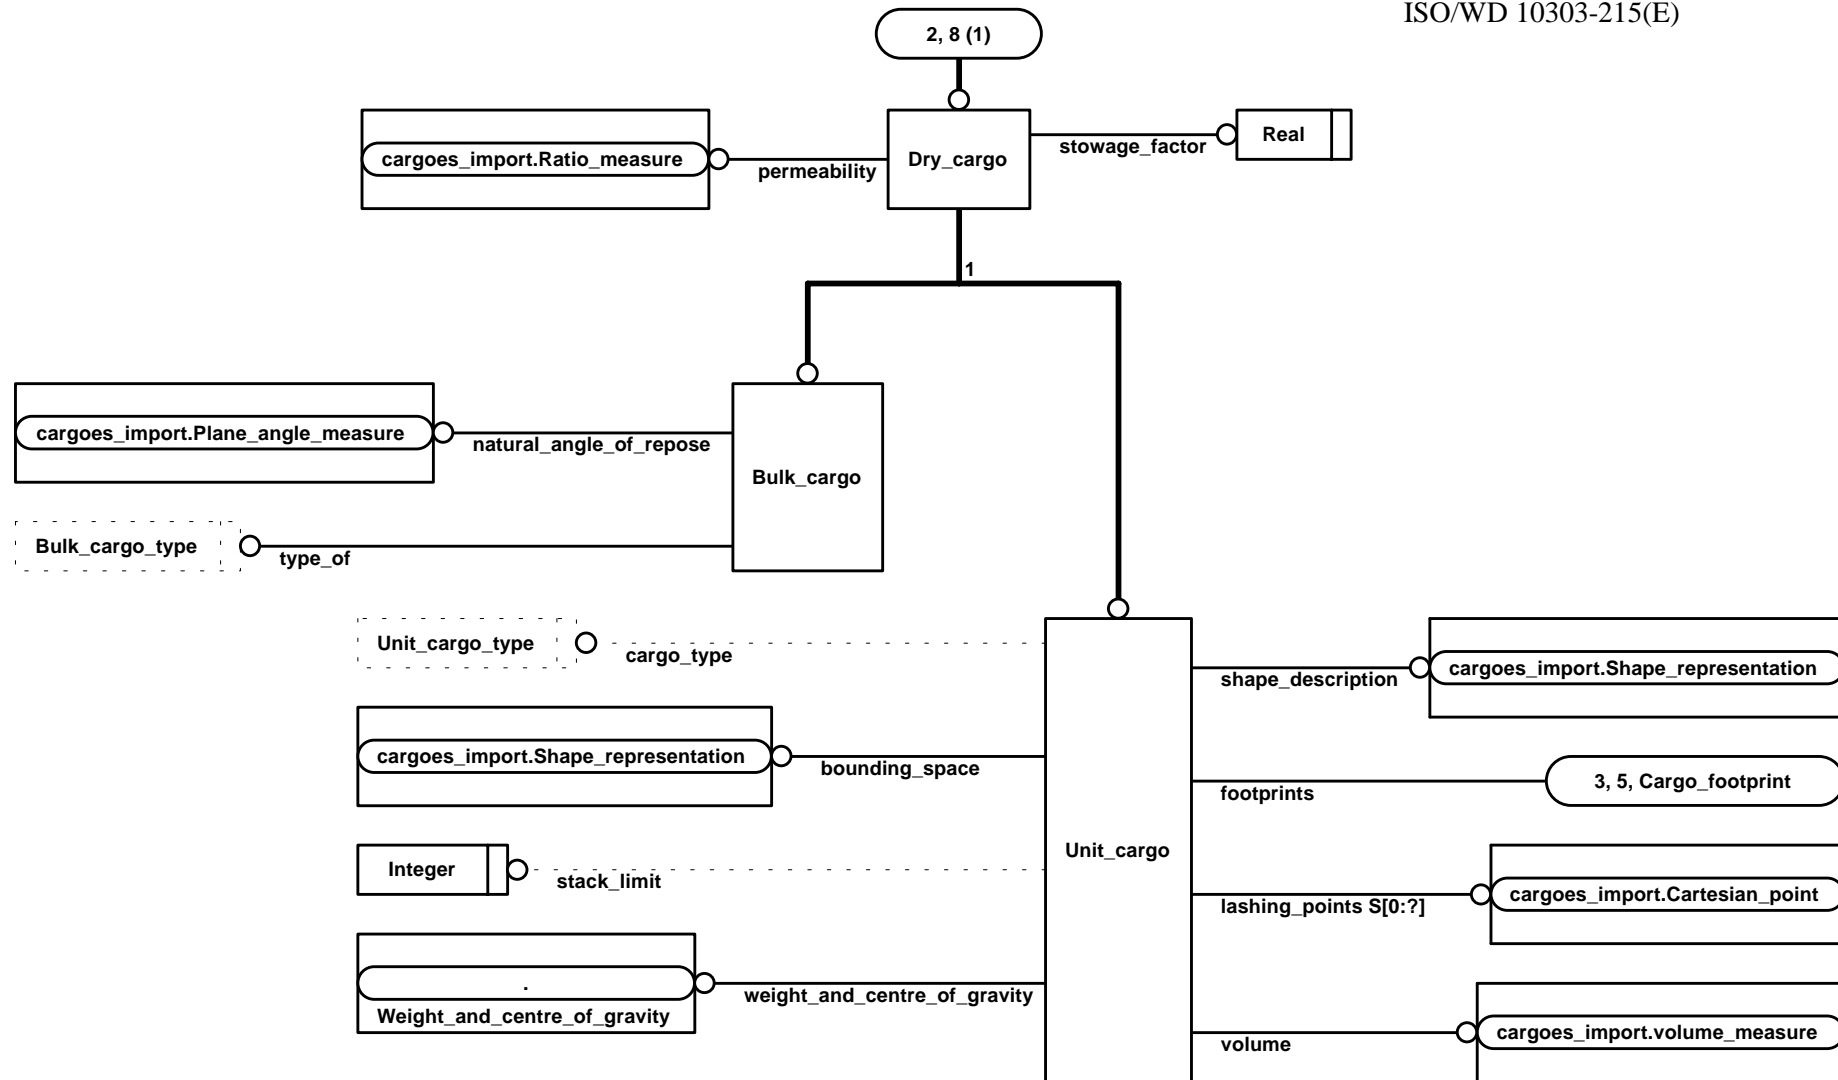 ISO/WD 10303-215(E)
2, 8 (1)
cargoes_import.Ratio_measure
permeability
Dry_cargo
stowage_factor
Real
1
cargoes_import.Plane_angle_measure
natural_angle_of_repose
Bulk_cargo
Bulk_cargo_type
type_of
Unit_cargo_type
cargo_type
cargoes_import.Shape_representation
shape_description
cargoes_import.Shape_representation
bounding_space
3, 5, Cargo_footprint
footprints
Unit_cargo
Integer
stack_limit
cargoes_import.Cartesian_point
lashing_points S[0:?]
.
Weight_and_centre_of_gravity
weight_and_centre_of_gravity
cargoes_import.volume_measure
volume